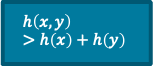 h(x,y)
> h(x) + h(y)